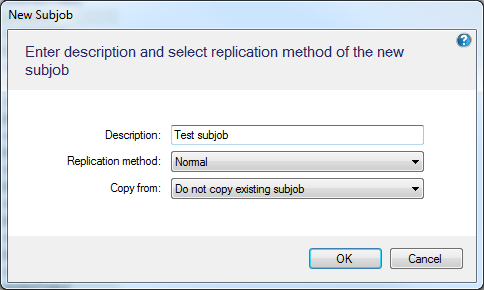 New Subjob
Enter description and select replication method of the new
subjob
?
Description: Test subjob
Replication method: Normal
Copy from: Do not copy existing subjob
OK Cancel